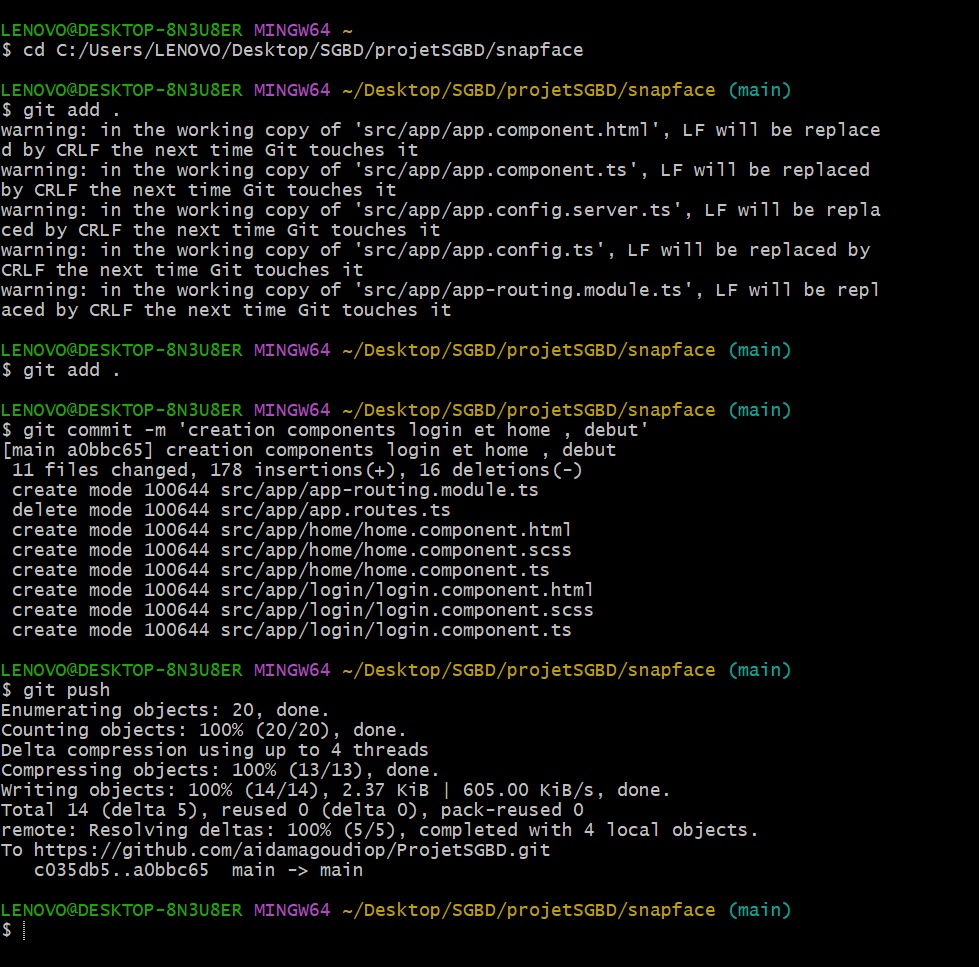 LENOVO@DESKTOP-8N3U8ER MINGW64 ~
$ cd C:/Users/LENOVO/Desktop/SGBD/projetSGBD/snapface
LENOVO@DESKTOP-8N3U8ER MINGW64 ~/Desktop/SGBD/projetSGBD/snapface (main)
$ git add .
warning: in the working copy of 'src/app/app.component.html', LF will be replace
d by CRLF the next time Git touches it
warning: in the working copy of 'src/app/app.component.ts', LF will be replaced
by CRLF the next time Git touches it
warning: in the working copy of 'src/app/app.config.server.ts', LF will be repla
ced by CRLF the next time Git touches it
warning: in the working copy of 'src/app/app.config.ts', LF will be replaced by
CRLF the next time Git touches it
warning: in the working copy of 'src/app/app-routing.module.ts', LF will be repl
aced by CRLF the next time Git touches it
LENOVO@DESKTOP-8N3U8ER MINGW64 ~/Desktop/SGBD/projetSGBD/snapface (main)
$ git add .
LENOVO@DESKTOP-8N3U8ER MINGW64 ~/Desktop/SGBD/projetSGBD/snapface (main)
$ git commit -m 'creation components login et home , debut'
[main a0bbc65] creation components login et home , debut
 11 files changed, 178 insertions(+), 16 deletions(-)
 create mode 100644 src/app/app-routing.module.ts
 delete mode 100644 src/app/app.routes.ts
 create mode 100644 src/app/home/home.component.html
 create mode 100644 src/app/home/home.component.scss
 create mode 100644 src/app/home/home.component.ts
 create mode 100644 src/app/login/login.component.html
 create mode 100644 src/app/login/login.component.scss
 create mode 100644 src/app/login/login.component.ts
LENOVO@DESKTOP-8N3U8ER MINGW64 ~/Desktop/SGBD/projetSGBD/snapface (main)
$ git push
Enumerating objects: 20, done.
Counting objects: 100% (20/20), done.
Delta compression using up to 4 threads
Compressing objects: 100% (13/13), done.
Writing objects: 100% (14/14), 2.37 KiB | 605.00 KiB/s, done.
Total 14 (delta 5), reused 0 (delta 0), pack-reused 0
remote: Resolving deltas: 100% (5/5), completed with 4 local objects.
To https://github.com/aidamagoudiop/ProjetSGBD.git
   c035db5..a0bbc65  main -> main
LENOVO@DESKTOP-8N3U8ER MINGW64 ~/Desktop/SGBD/projetSGBD/snapface (main)
$